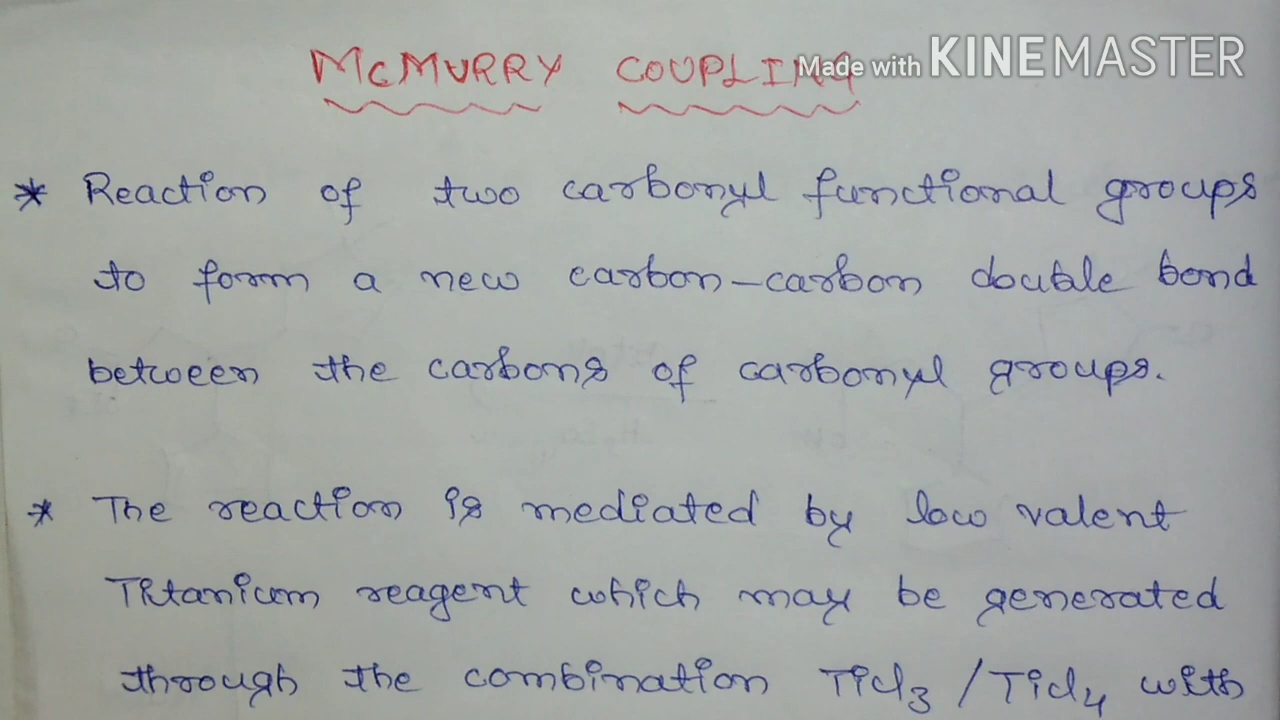 McMURRY COUPLING
Made with KINEMASTER
* Reaction of two carbonyl functional groups
to form a new carbon-carbon double bond
between the carbons of carbonyl groups.
* The reaction is mediated by low valent
Titanium reagent which may be generated
through the combination TiCl3/TiCl4 with